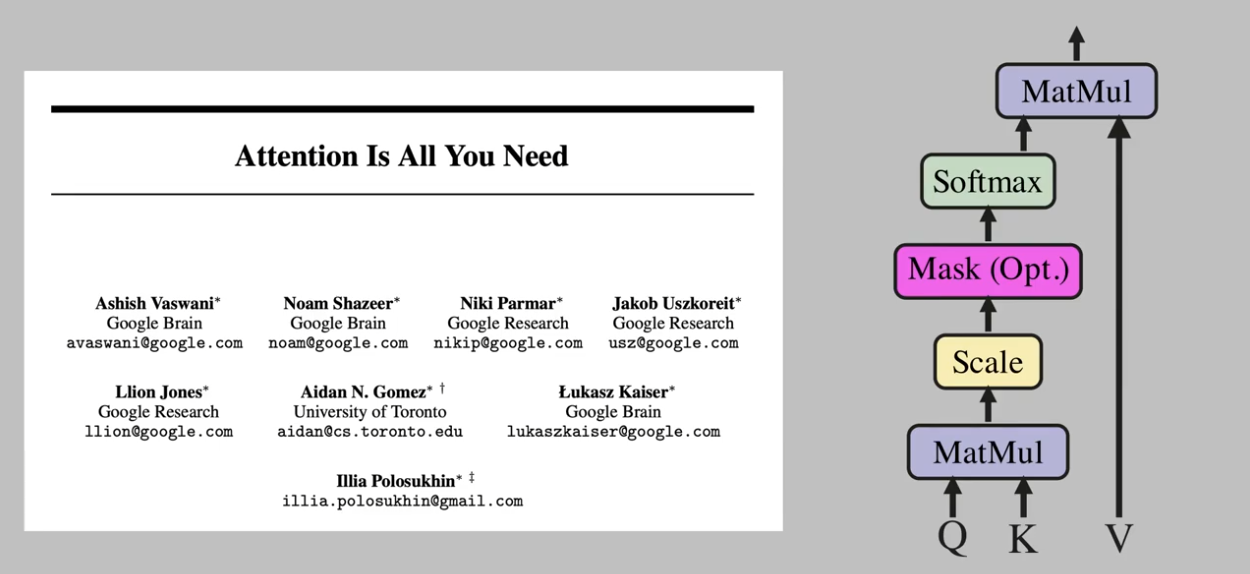 Attention Is All You Need
Ashish Vaswani* Noam Shazeer* Niki Parmar* Jakob Uszkoreit*
Google Brain Google Brain Google Research Google Research
avaswani@google.com noam@google.com nikip@google.com usz@google.com
Llion Jones* Aidan N. Gomez* † Łukasz Kaiser*
Google Research University of Toronto Google Brain
llion@google.com aidan@cs.toronto.edu lukaszkaiser@google.com
Illia Polosukhin* ‡
illia.polosukhin@gmail.com
MatMul
Softmax
Mask (Opt.)
Scale
MatMul
Q K V